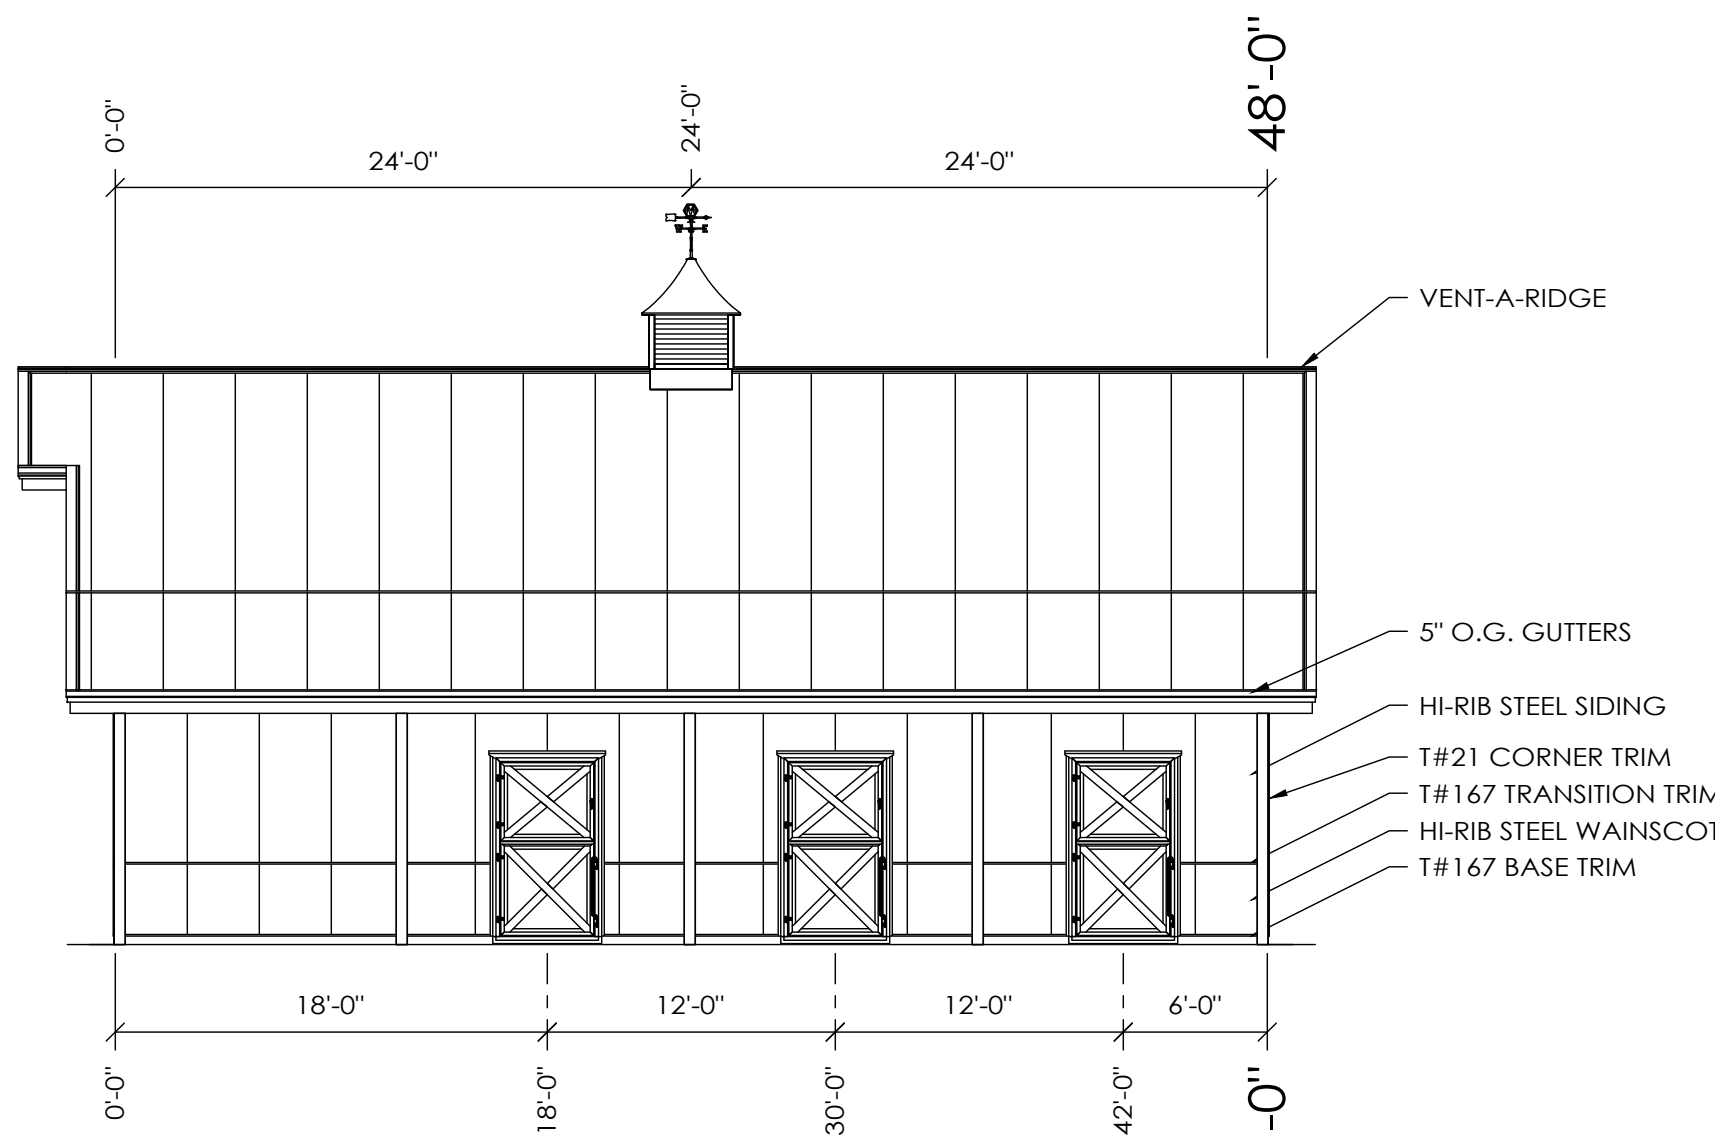 48'-0"
0'-0"
24'-0"
24'-0"
24'-0"
VENT-A-RIDGE
5" O.G. GUTTERS
HI-RIB STEEL SIDING
T#21 CORNER TRIM
T#167 TRANSITION TRIM
HI-RIB STEEL WAINSCOT
T#167 BASE TRIM
18'-0"
12'-0"
12'-0"
6'-0"
0'-0"
18'-0"
30'-0"
42'-0"
-0"